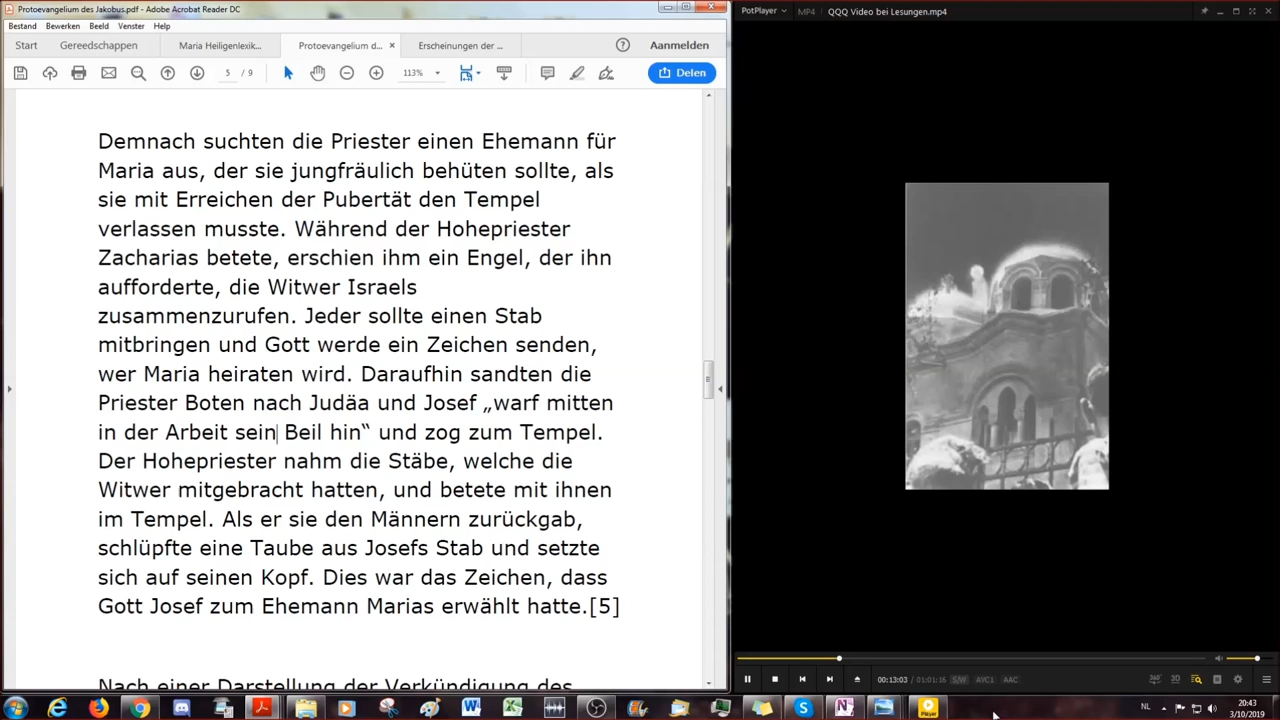 Protoevangelium des Jakobus.pdf - Adobe Acrobat Reader DC
Bestand Bewerken Beeld Venster Help
Start Gereedschappen Maria Heiligenlexik... Protoevangelium d... × Erscheinungen der ... Aanmelden
5 / 9 113% Delen
Demnach suchten die Priester einen Ehemann für
Maria aus, der sie jungfräulich behüten sollte, als
sie mit Erreichen der Pubertät den Tempel
verlassen musste. Während der Hohepriester
Zacharias betete, erschien ihm ein Engel, der ihn
aufforderte, die Witwer Israels
zusammenzurufen. Jeder sollte einen Stab
mitbringen und Gott werde ein Zeichen senden,
wer Maria heiraten wird. Daraufhin sandten die
Priester Boten nach Judäa und Josef „warf mitten
in der Arbeit sein Beil hin“ und zog zum Tempel.
Der Hohepriester nahm die Stäbe, welche die
Witwer mitgebracht hatten, und betete mit ihnen
im Tempel. Als er sie den Männern zurückgab,
schlüpfte eine Taube aus Josefs Stab und setzte
sich auf seinen Kopf. Dies war das Zeichen, dass
Gott Josef zum Ehemann Marias erwählt hatte.[5]
Nach einer Darstellung der Verkündigung des
PotPlayer MP4 QQQ Video bei Lesungen.mp4
00:13:03 / 01:01:16 S/W AVC1 AAC
Player
NL 20:43
3/10/2019